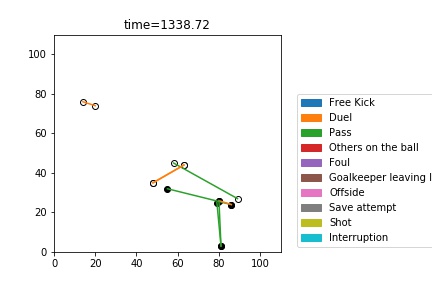 time=1338.72
100
80
60
40
20
0
0 20 40 60 80 100
Free Kick
Duel
Pass
Others on the ball
Foul
Goalkeeper leaving l
Offside
Save attempt
Shot
Interruption